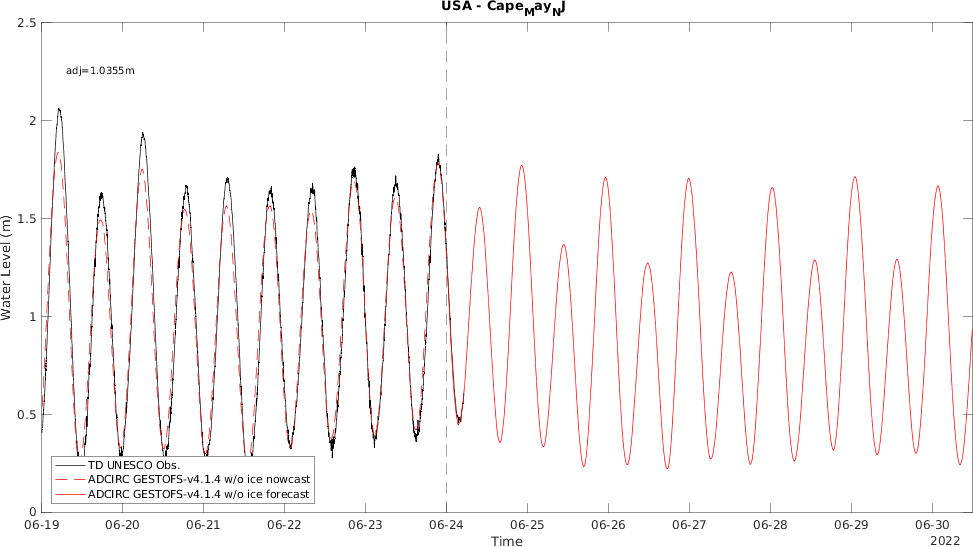 USA - CapeMayNJ
adj=1.0355m
2.5
2
1.5
1
0.5
0
Water Level (m)
TD UNESCO Obs.
ADCIRC GESTOFS-v4.1.4 w/o ice nowcast
ADCIRC GESTOFS-v4.1.4 w/o ice forecast
06-19 06-20 06-21 06-22 06-23 06-24 06-25 06-26 06-27 06-28 06-29 06-30
Time
2022